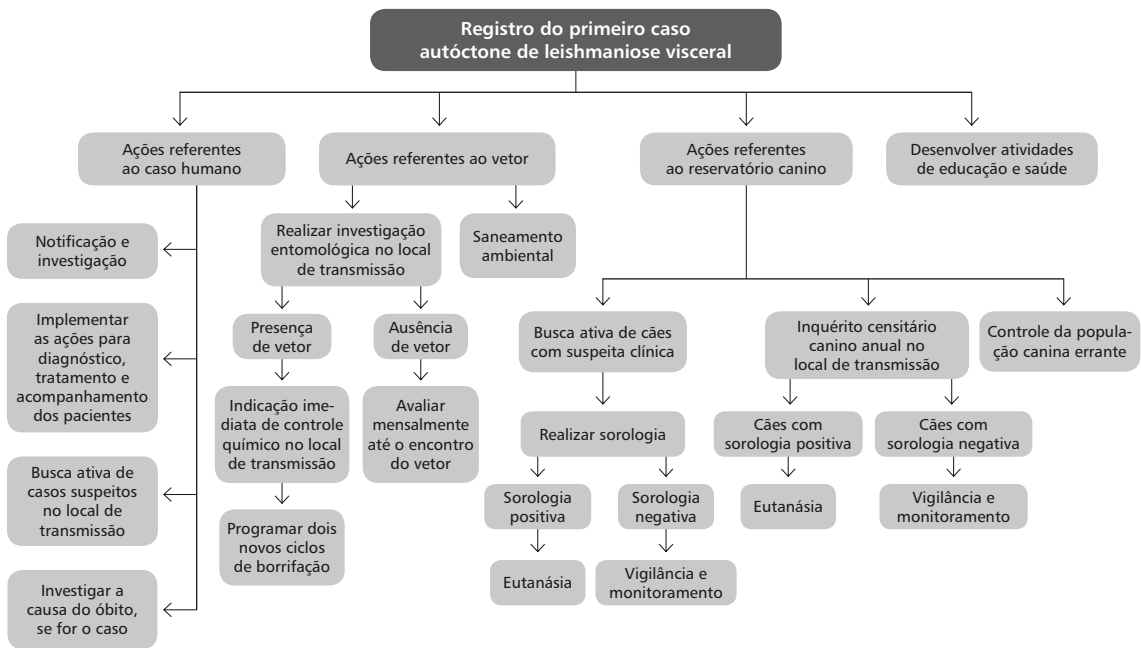 Registro do primeiro caso
autóctone de leishmaniose visceral
Ações referentes
ao caso humano
Ações referentes ao vetor
Ações referentes
ao reservatório canino
Desenvolver atividades
de educação e saúde
Notificação e
investigação
Implementar
as ações para
diagnóstico,
tratamento e
acompanhamento
dos pacientes
Busca ativa de
casos suspeitos
no local de
transmissão
Investigar a
causa do óbito,
se for o caso
Realizar investigação
entomológica no local
de transmissão
Saneamento
ambiental
Presença
de vetor
Ausência
de vetor
Indicação ime-
diata de controle
químico no local
de transmissão
Avaliar
mensalmente
até o encontro
do vetor
Programar dois
novos ciclos
de borrifação
Busca ativa de cães
com suspeita clínica
Inquérito censitário
canino anual no
local de transmissão
Controle da popula-
ção canina errante
Realizar sorologia
Cães com
sorologia positiva
Cães com
sorologia negativa
Sorologia
positiva
Sorologia
negativa
Eutanásia
Vigilância e
monitoramento
Eutanásia
Vigilância e
monitoramento